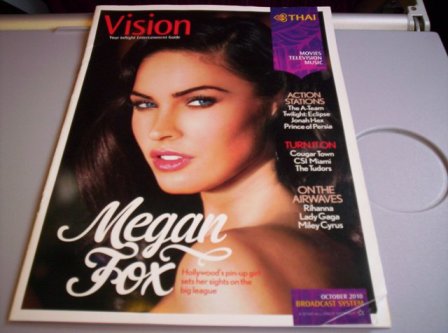 Vision
Your Inflight Entertainment Guide
THAI
MOVIES
TELEVISION
MUSIC
ACTION
STATIONS
The A-Team
Twilight: Eclipse
Jonah Hex
Prince of Persia
TURN IS ON
Cougar Town
CSI Miami
The Tudors
ON THE
AIRWAVES
Rihanna
Lady Gaga
Miley Cyrus
Megan
Fox
Hollywood's pin-up girl
sets her sights on the
big league
OCTOBER 2010
BROADCAST SYSTEM